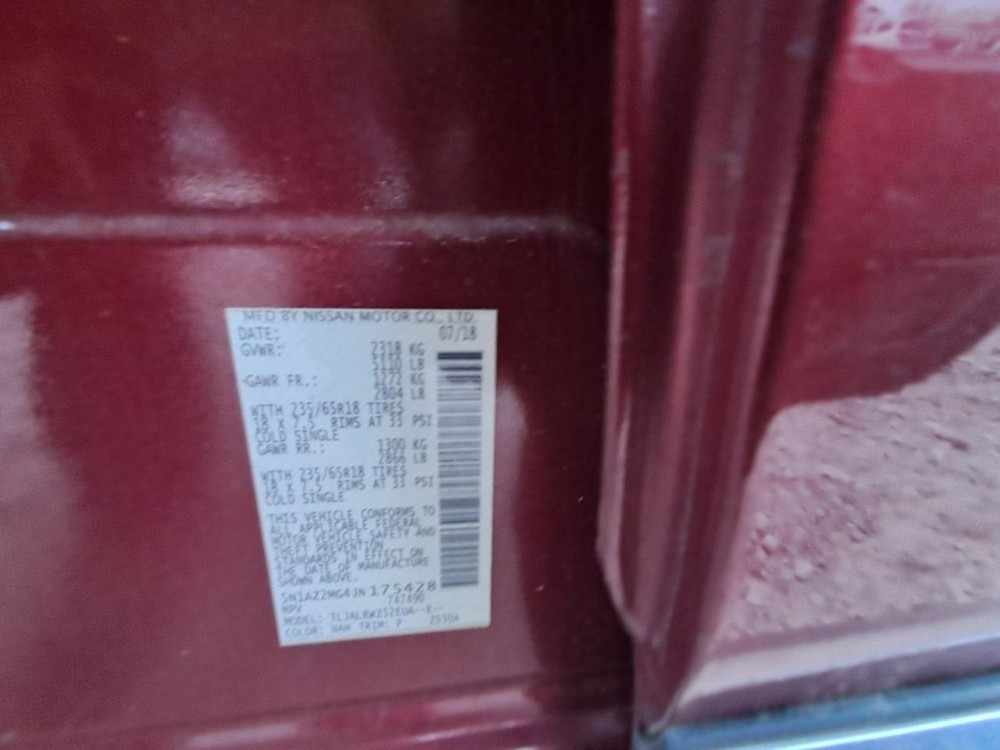 MFD BY NISSAN MOTOR CO., LTD
DATE: 07/18
GVWR: 2318 KG
5110 LB
GAWR FR.: 1272 KG
2804 LB
WITH 235/65R18 TIRES
18 X 7.5 RIMS AT 33 PSI
COLD SINGLE
GAWR RR.: 1300 KG
2866 LB
WITH 235/65R18 TIRES
18 X 7.5 RIMS AT 33 PSI
COLD SINGLE
THIS VEHICLE CONFORMS TO
ALL APPLICABLE FEDERAL
MOTOR VEHICLE SAFETY AND
THEFT PREVENTION
STANDARDS IN EFFECT ON
THE DATE OF MANUFACTURE
SHOWN ABOVE.
5N1AZ2MG4JN175428
747490
MPV
MODEL: TLJALRWZ52EUA--E--
COLOR: NAH TRIM: P